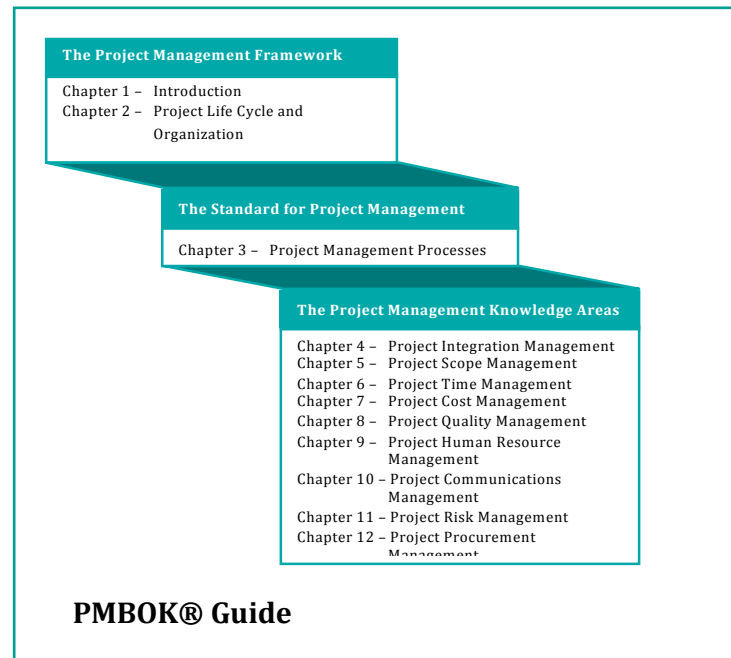 The Project Management Framework
Chapter 1 – Introduction
Chapter 2 – Project Life Cycle and
Organization
The Standard for Project Management
Chapter 3 – Project Management Processes
The Project Management Knowledge Areas
Chapter 4 – Project Integration Management
Chapter 5 – Project Scope Management
Chapter 6 – Project Time Management
Chapter 7 – Project Cost Management
Chapter 8 – Project Quality Management
Chapter 9 – Project Human Resource
Management
Chapter 10 – Project Communications
Management
Chapter 11 – Project Risk Management
Chapter 12 – Project Procurement
Management
PMBOK® Guide